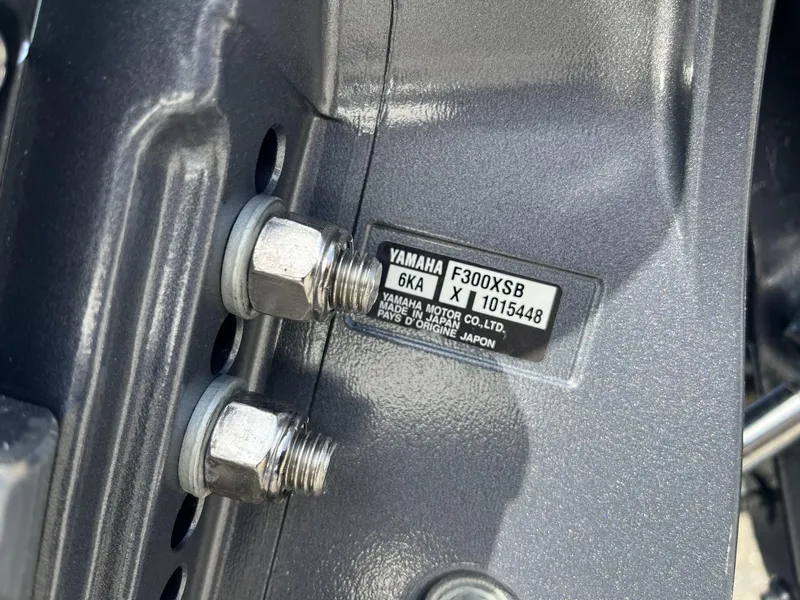 YAMAHA F300XSB
6KA X 1015448
YAMAHA MOTOR CO.,LTD.
MADE IN JAPAN
PAYS D'ORIGINE JAPON